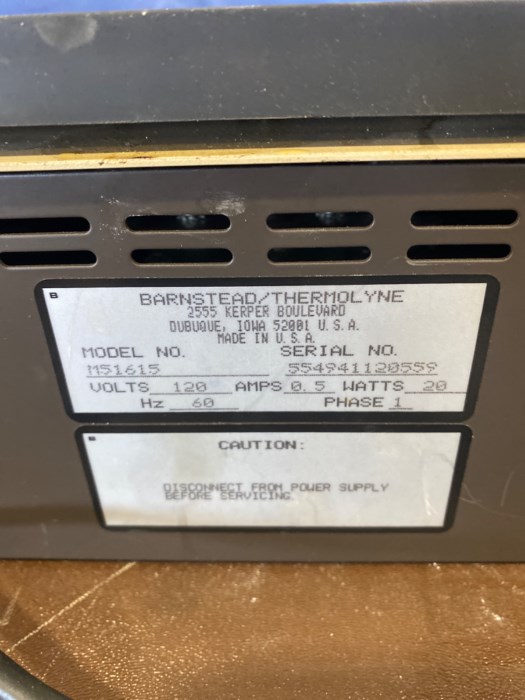 B
BARNSTEAD/THERMOLYNE
2555 KERPER BOULEVARD
DUBUQUE, IOWA 52001 U.S.A.
MADE IN U.S.A.
MODEL NO. SERIAL NO.
M51615 554941120559
VOLTS 120 AMPS 0.5 WATTS 20
Hz 60 PHASE 1
B
CAUTION:
DISCONNECT FROM POWER SUPPLY
BEFORE SERVICING.